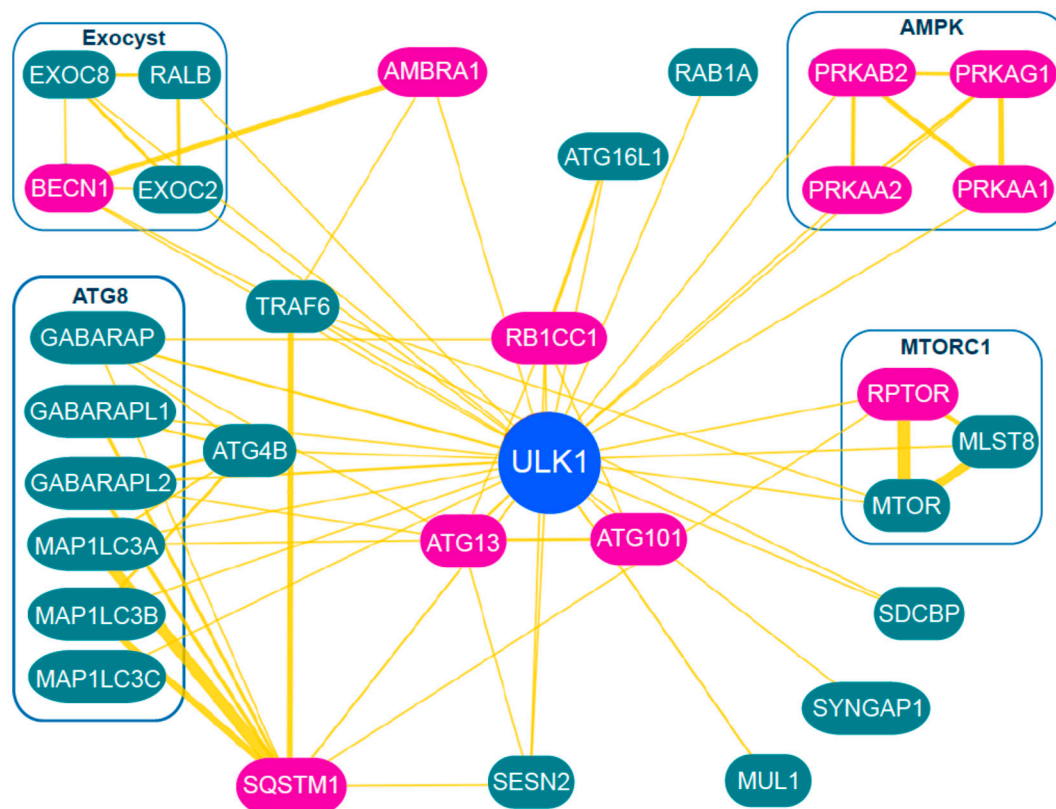 Exocyst
EXOC8
RALB
BECN1
EXOC2
AMBRA1
RAB1A
ATG16L1
AMPK
PRKAB2
PRKAG1
PRKAA2
PRKAA1
ATG8
GABARAP
GABARAPL1
GABARAPL2
MAP1LC3A
MAP1LC3B
MAP1LC3C
TRAF6
ATG4B
RB1CC1
ULK1
ATG13
ATG101
MTORC1
RPTOR
MLST8
MTOR
SDCBP
SYNGAP1
SQSTM1
SESN2
MUL1